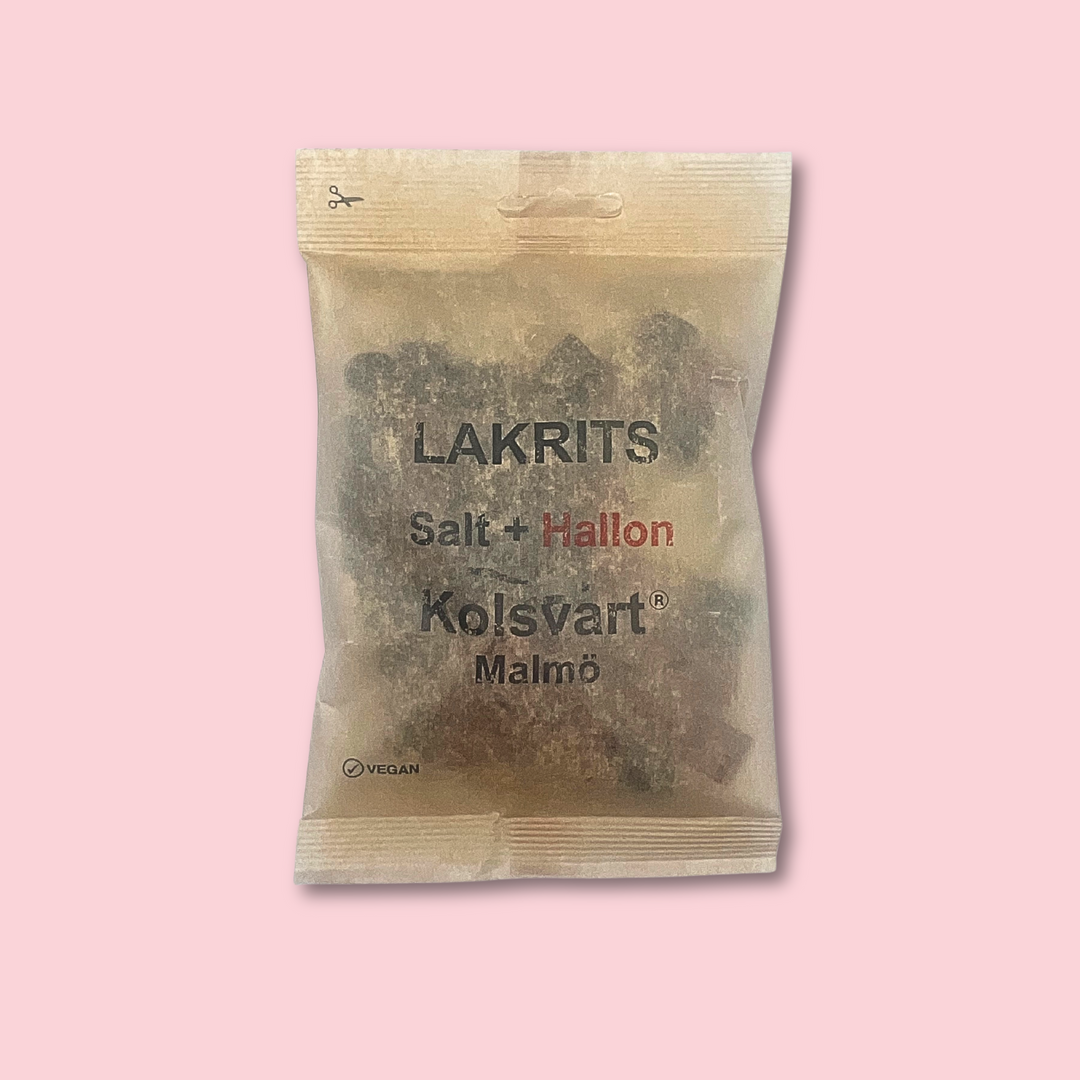 LAKRITS
Salt + Hallon
Kolsvart®
Malmö
VEGAN